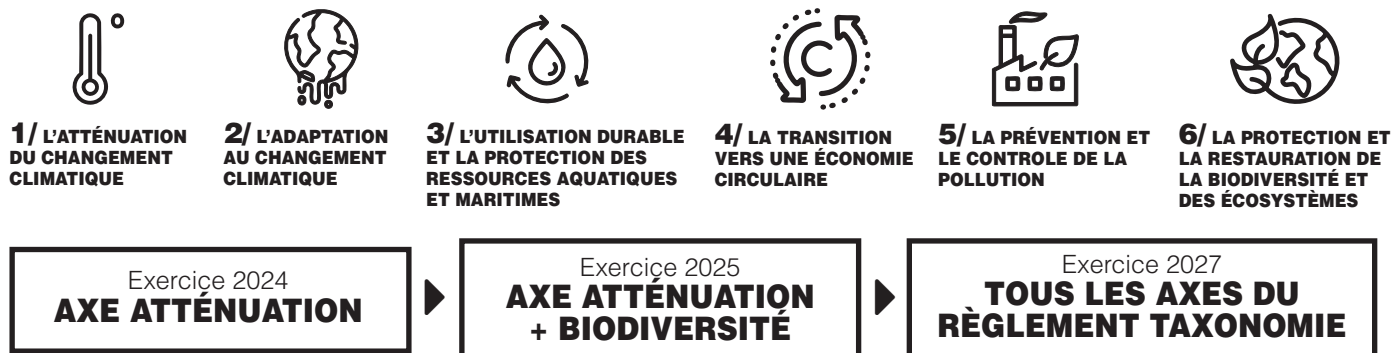 1/ L'ATTÉNUATION
DU CHANGEMENT
CLIMATIQUE
2/ L'ADAPTATION
AU CHANGEMENT
CLIMATIQUE
3/ L'UTILISATION DURABLE
ET LA PROTECTION DES
RESSOURCES AQUATIQUES
ET MARITIMES
4/ LA TRANSITION
VERS UNE ÉCONOMIE
CIRCULAIRE
5/ LA PRÉVENTION ET
LE CONTROLE DE LA
POLLUTION
6/ LA PROTECTION ET
LA RESTAURATION DE
LA BIODIVERSITÉ ET
DES ÉCOSYSTÈMES
Exercice 2024
AXE ATTÉNUATION
Exercice 2025
AXE ATTÉNUATION
+ BIODIVERSITÉ
Exercice 2027
TOUS LES AXES DU
RÈGLEMENT TAXONOMIE